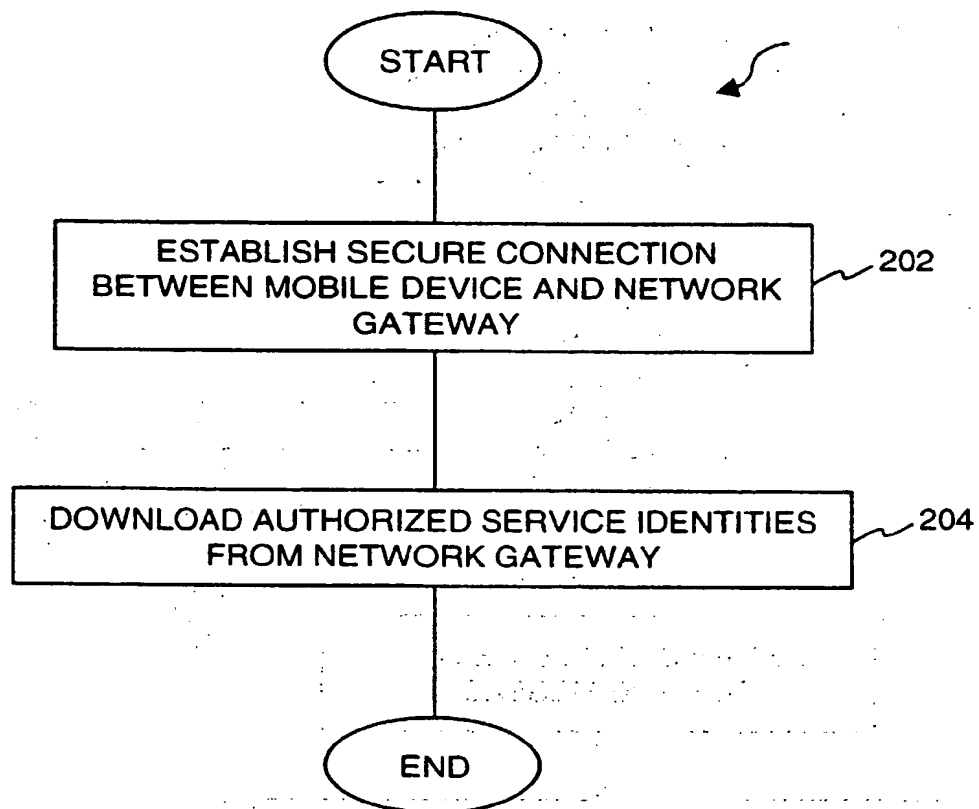 START
ESTABLISH SECURE CONNECTION
BETWEEN MOBILE DEVICE AND NETWORK
GATEWAY
202
DOWNLOAD AUTHORIZED SERVICE IDENTITIES
FROM NETWORK GATEWAY
204
END